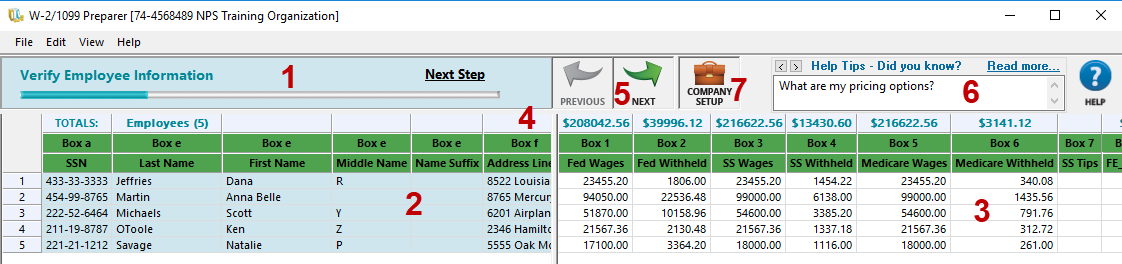 W-2/1099 Preparer [74-4568489 NPS Training Organization]
File Edit View Help
Verify Employee Information 1 Next Step
PREVIOUS 5 NEXT
COMPANY SETUP 7
Help Tips - Did you know? Read more...
What are my pricing options? 6
HELP
TOTALS: Employees (5) 4 $208042.56 $39996.12 $216622.56 $13430.60 $216622.56 $3141.12
Box a Box e Box e Box e Box e Box f Box 1 Box 2 Box 3 Box 4 Box 5 Box 6 Box 7
SSN Last Name First Name Middle Name Name Suffix Address Line Fed Wages Fed Withheld SS Wages SS Withheld Medicare Wages Medicare Withheld SS Tips FE_
1 433-33-3333 Jeffries Dana R 8522 Louisia 23455.20 1806.00 23455.20 1454.22 23455.20 340.08
2 454-99-8765 Martin Anna Belle 8765 Mercury 94050.00 22536.48 99000.00 6138.00 99000.00 1435.56
3 222-52-6464 Michaels Scott Y 2 6201 Airplan 51870.00 10158.96 54600.00 3385.20 54600.00 791.76 3
4 211-19-8787 OToole Ken Z 2346 Hamilto 21567.36 2130.48 21567.36 1337.18 21567.36 312.72
5 221-21-1212 Savage Natalie P 5555 Oak Mo 17100.00 3364.20 18000.00 1116.00 18000.00 261.00